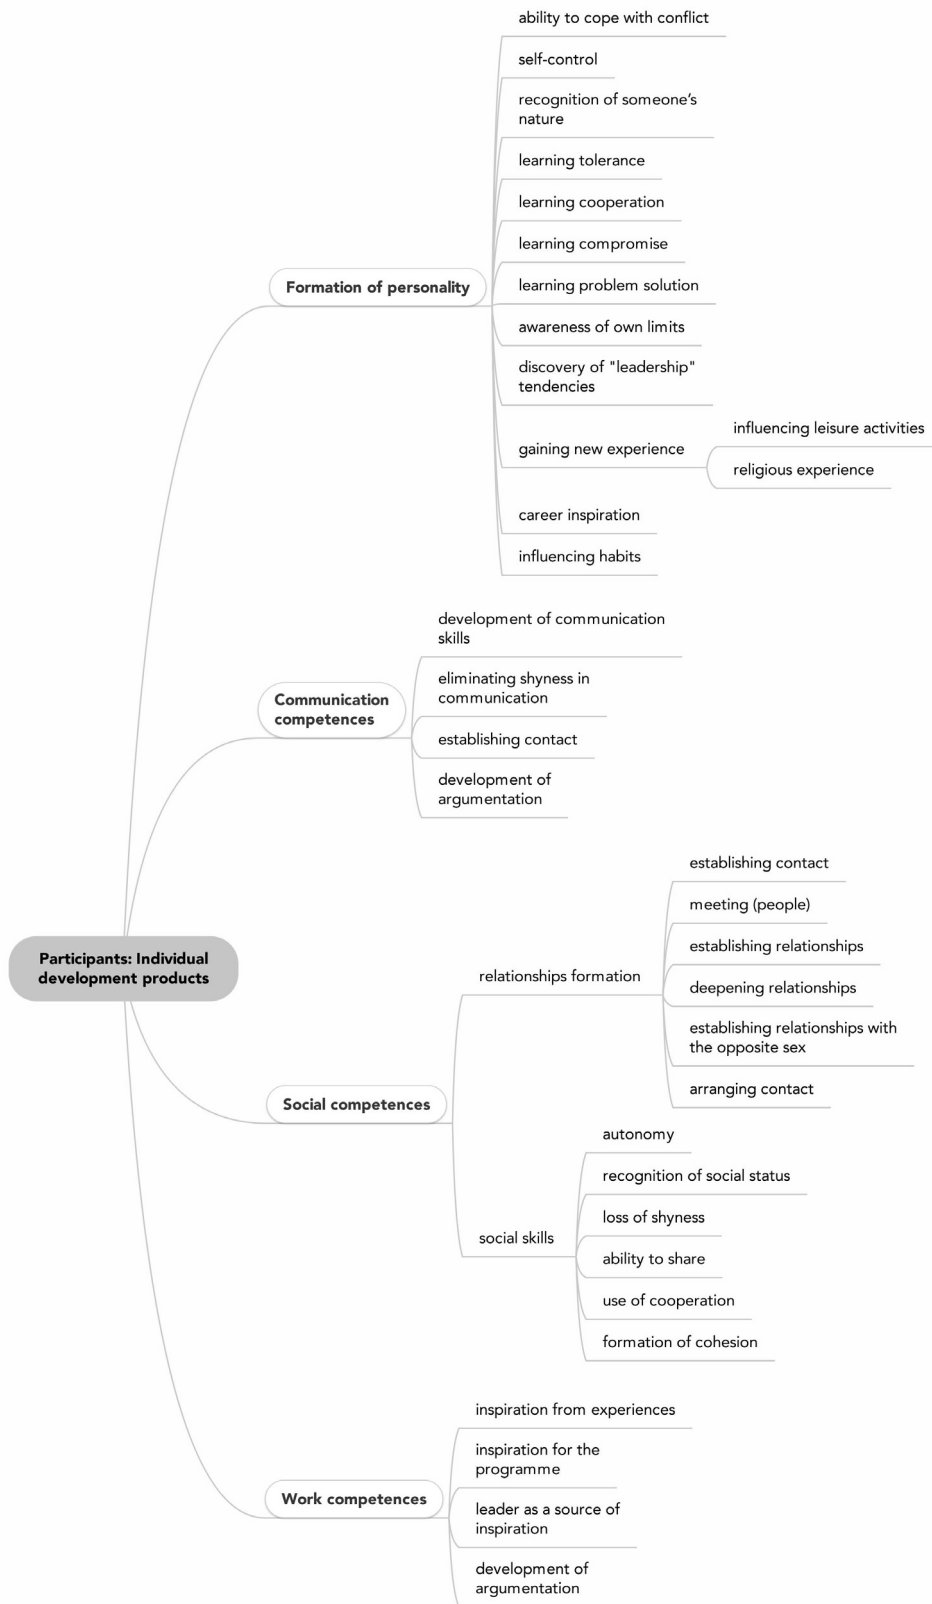 ability to cope with conflict
self-control
recognition of someone’s
nature
learning tolerance
learning cooperation
learning compromise
Formation of personality
learning problem solution
awareness of own limits
discovery of "leadership"
tendencies
gaining new experience
influencing leisure activities
religious experience
career inspiration
influencing habits
Communication
competences
development of communication
skills
eliminating shyness in
communication
establishing contact
development of
argumentation
Participants: Individual
development products
Social competences
relationships formation
establishing contact
meeting (people)
establishing relationships
deepening relationships
establishing relationships with
the opposite sex
arranging contact
social skills
autonomy
recognition of social status
loss of shyness
ability to share
use of cooperation
formation of cohesion
Work competences
inspiration from experiences
inspiration for the
programme
leader as a source of
inspiration
development of
argumentation